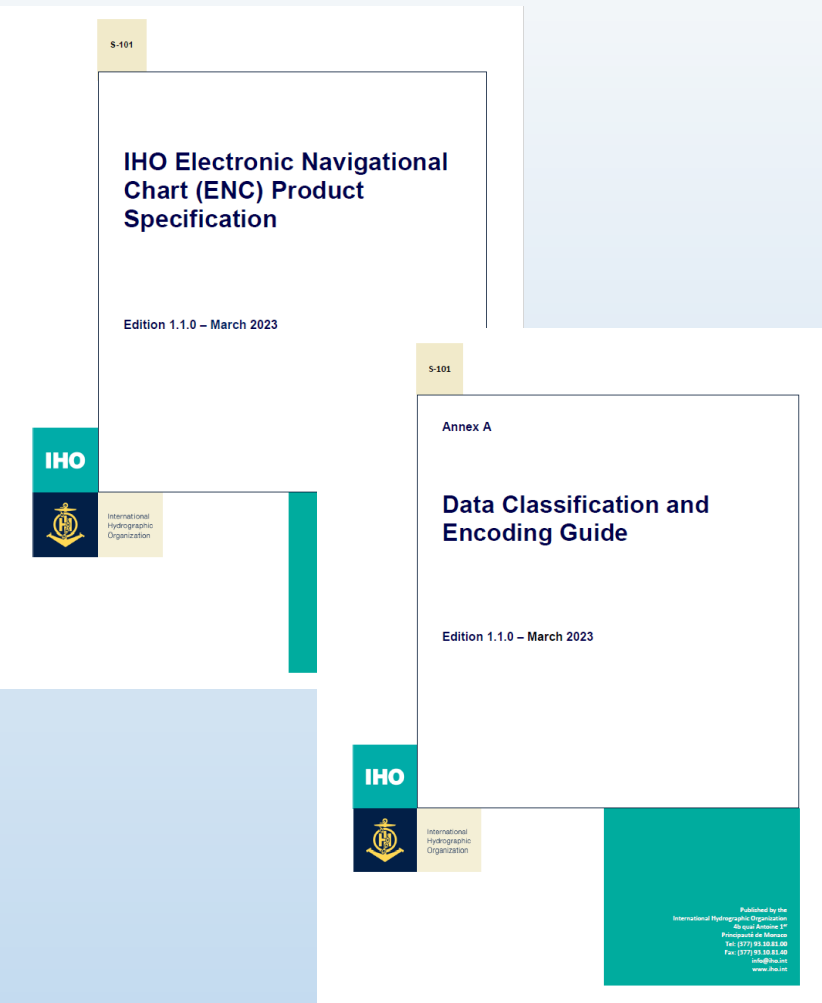 S-101
IHO Electronic Navigational
Chart (ENC) Product
Specification
Edition 1.1.0 – March 2023
IHO
International
Hydrographic
Organization
S-101
Annex A
Data Classification and
Encoding Guide
Edition 1.1.0 – March 2023
IHO
International
Hydrographic
Organization
Published by the
International Hydrographic Organization
4b quai Antoine 1er
Principauté de Monaco
Tel: (377) 93.10.81.00
Fax: (377) 93.10.81.40
info@iho.int
www.iho.int